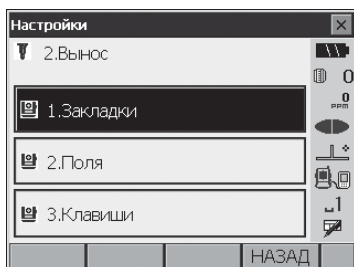 Настройки
2.Вынос
0
0
PPM
1.Закладки
2.Поля
3.Клавиши
1
НАЗАД